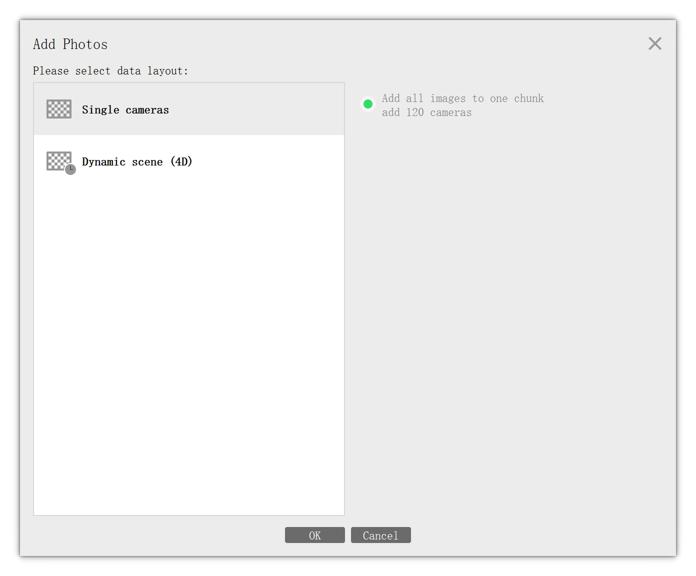 Add Photos
Please select data layout:
Single cameras
Dynamic scene (4D)
Add all images to one chunk
add 120 cameras
OK
Cancel